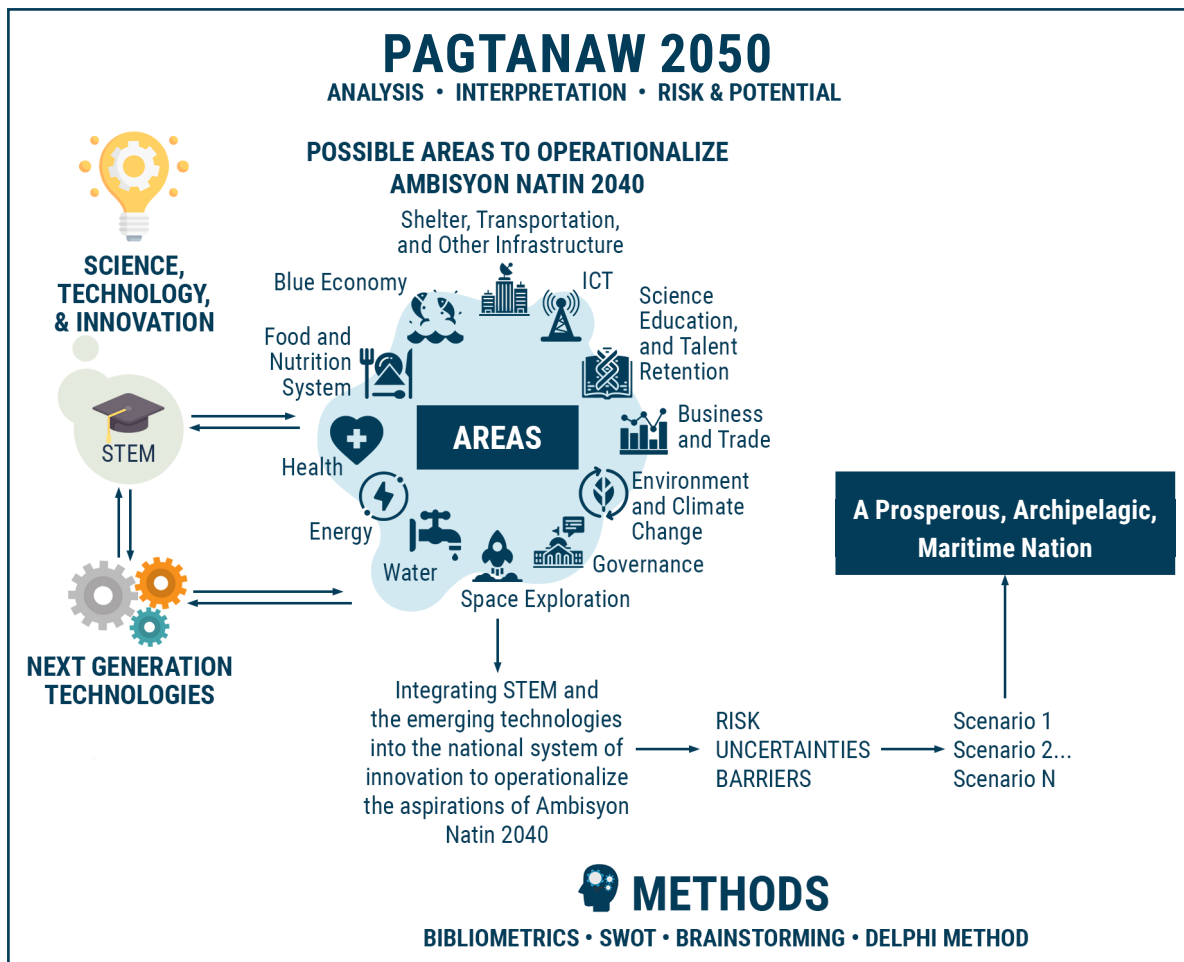 PAGTANAW 2050
ANALYSIS • INTERPRETATION • RISK & POTENTIAL
POSSIBLE AREAS TO OPERATIONALIZE
AMBISYON NATIN 2040
SCIENCE,
TECHNOLOGY,
& INNOVATION
STEM
NEXT GENERATION
TECHNOLOGIES
Shelter, Transportation,
and Other Infrastructure
Blue Economy
ICT
Food and
Nutrition
System
Science
Education,
and Talent
Retention
Health
AREAS
Business
and Trade
Energy
Environment
and Climate
Change
Water
Governance
Space Exploration
Integrating STEM and
the emerging technologies
into the national system of
innovation to operationalize
the aspirations of Ambisyon
Natin 2040
RISK
UNCERTAINTIES
BARRIERS
Scenario 1
Scenario 2...
Scenario N
A Prosperous, Archipelagic,
Maritime Nation
METHODS
BIBLIOMETRICS • SWOT • BRAINSTORMING • DELPHI METHOD